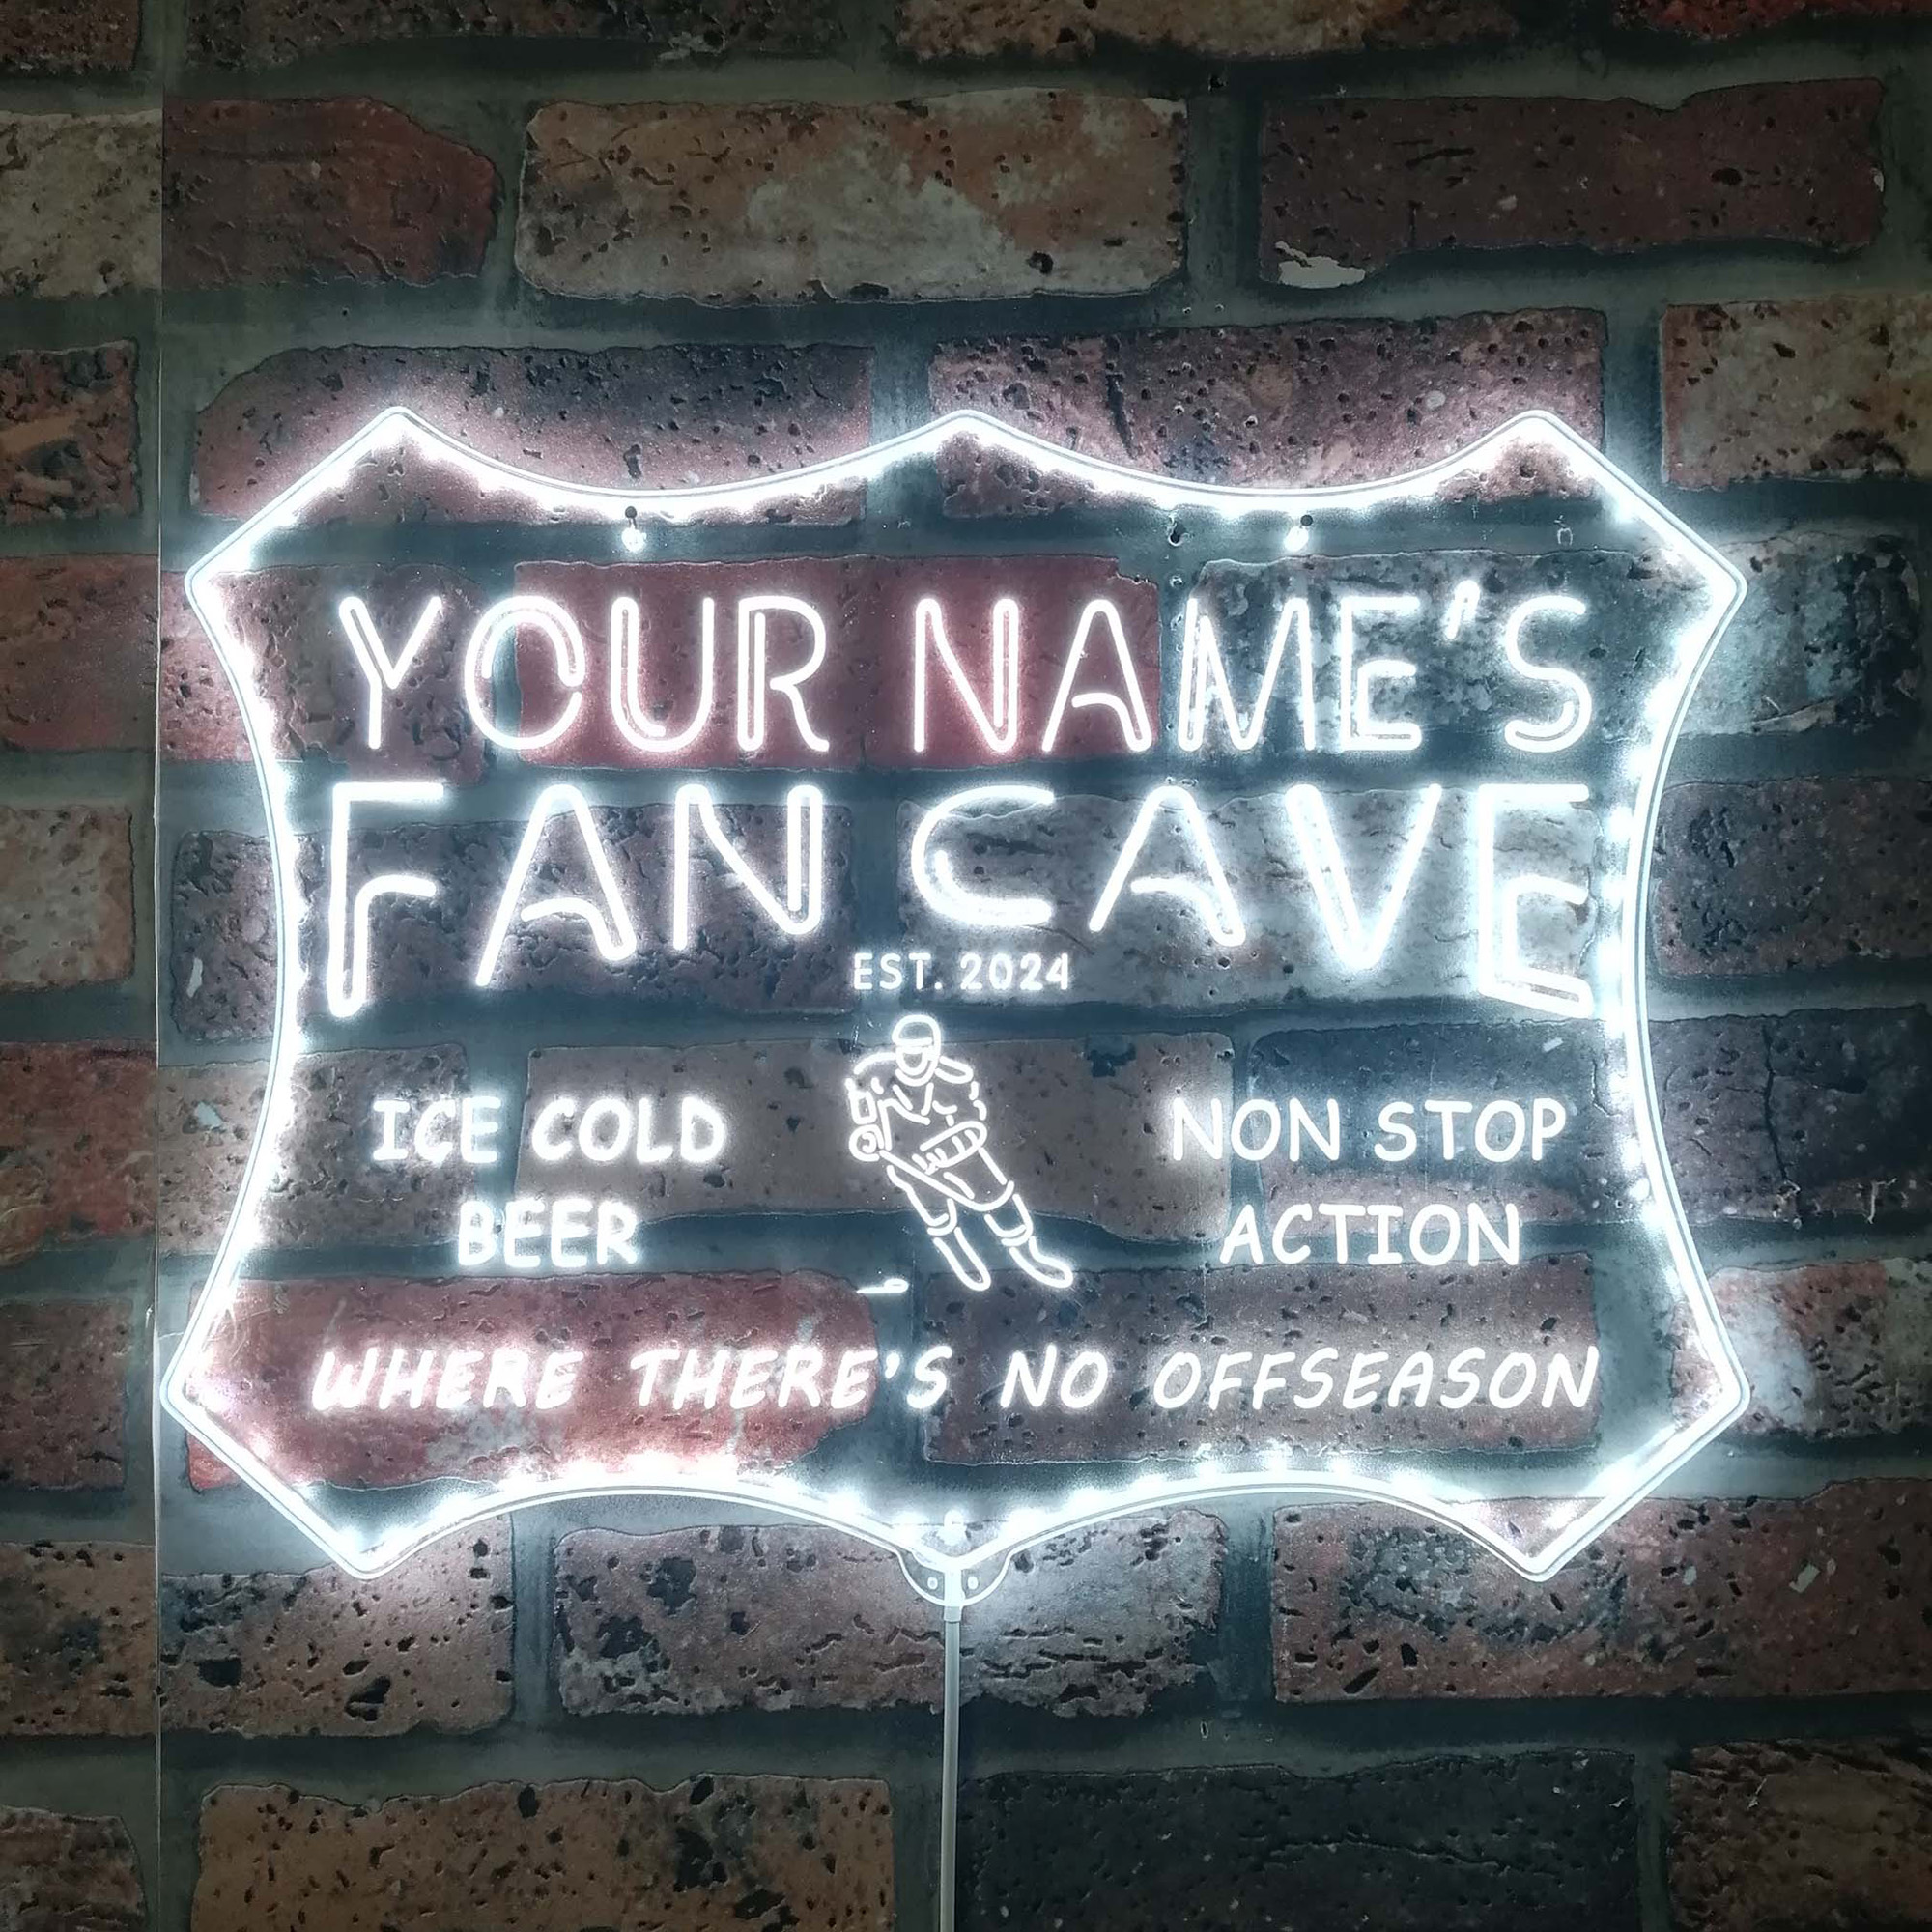 YOUR NAME'S
FAN CAVE
EST. 2024
ICE COLD
BEER
NON STOP
ACTION
WHERE THERE'S NO OFFSEASON